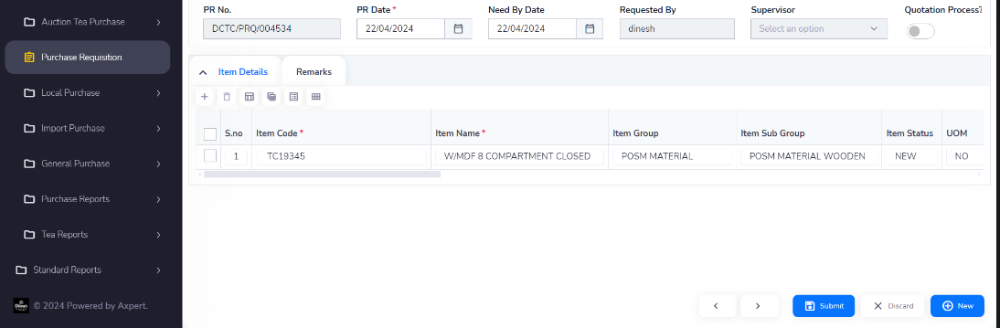 Auction Tea Purchase
Purchase Requisition
Local Purchase
Import Purchase
General Purchase
Purchase Reports
Tea Reports
Standard Reports
© 2024 Powered by Axpert.
PR No. PR Date * Need By Date Requested By Supervisor Quotation Process?
DCTC/PRQ/004534 22/04/2024 22/04/2024 dinesh Select an option
Item Details Remarks
S.no Item Code * Item Name * Item Group Item Sub Group Item Status UOM
1 TC19345 W/MDF 8 COMPARTMENT CLOSED POSM MATERIAL POSM MATERIAL WOODEN NEW NO
Submit Discard New